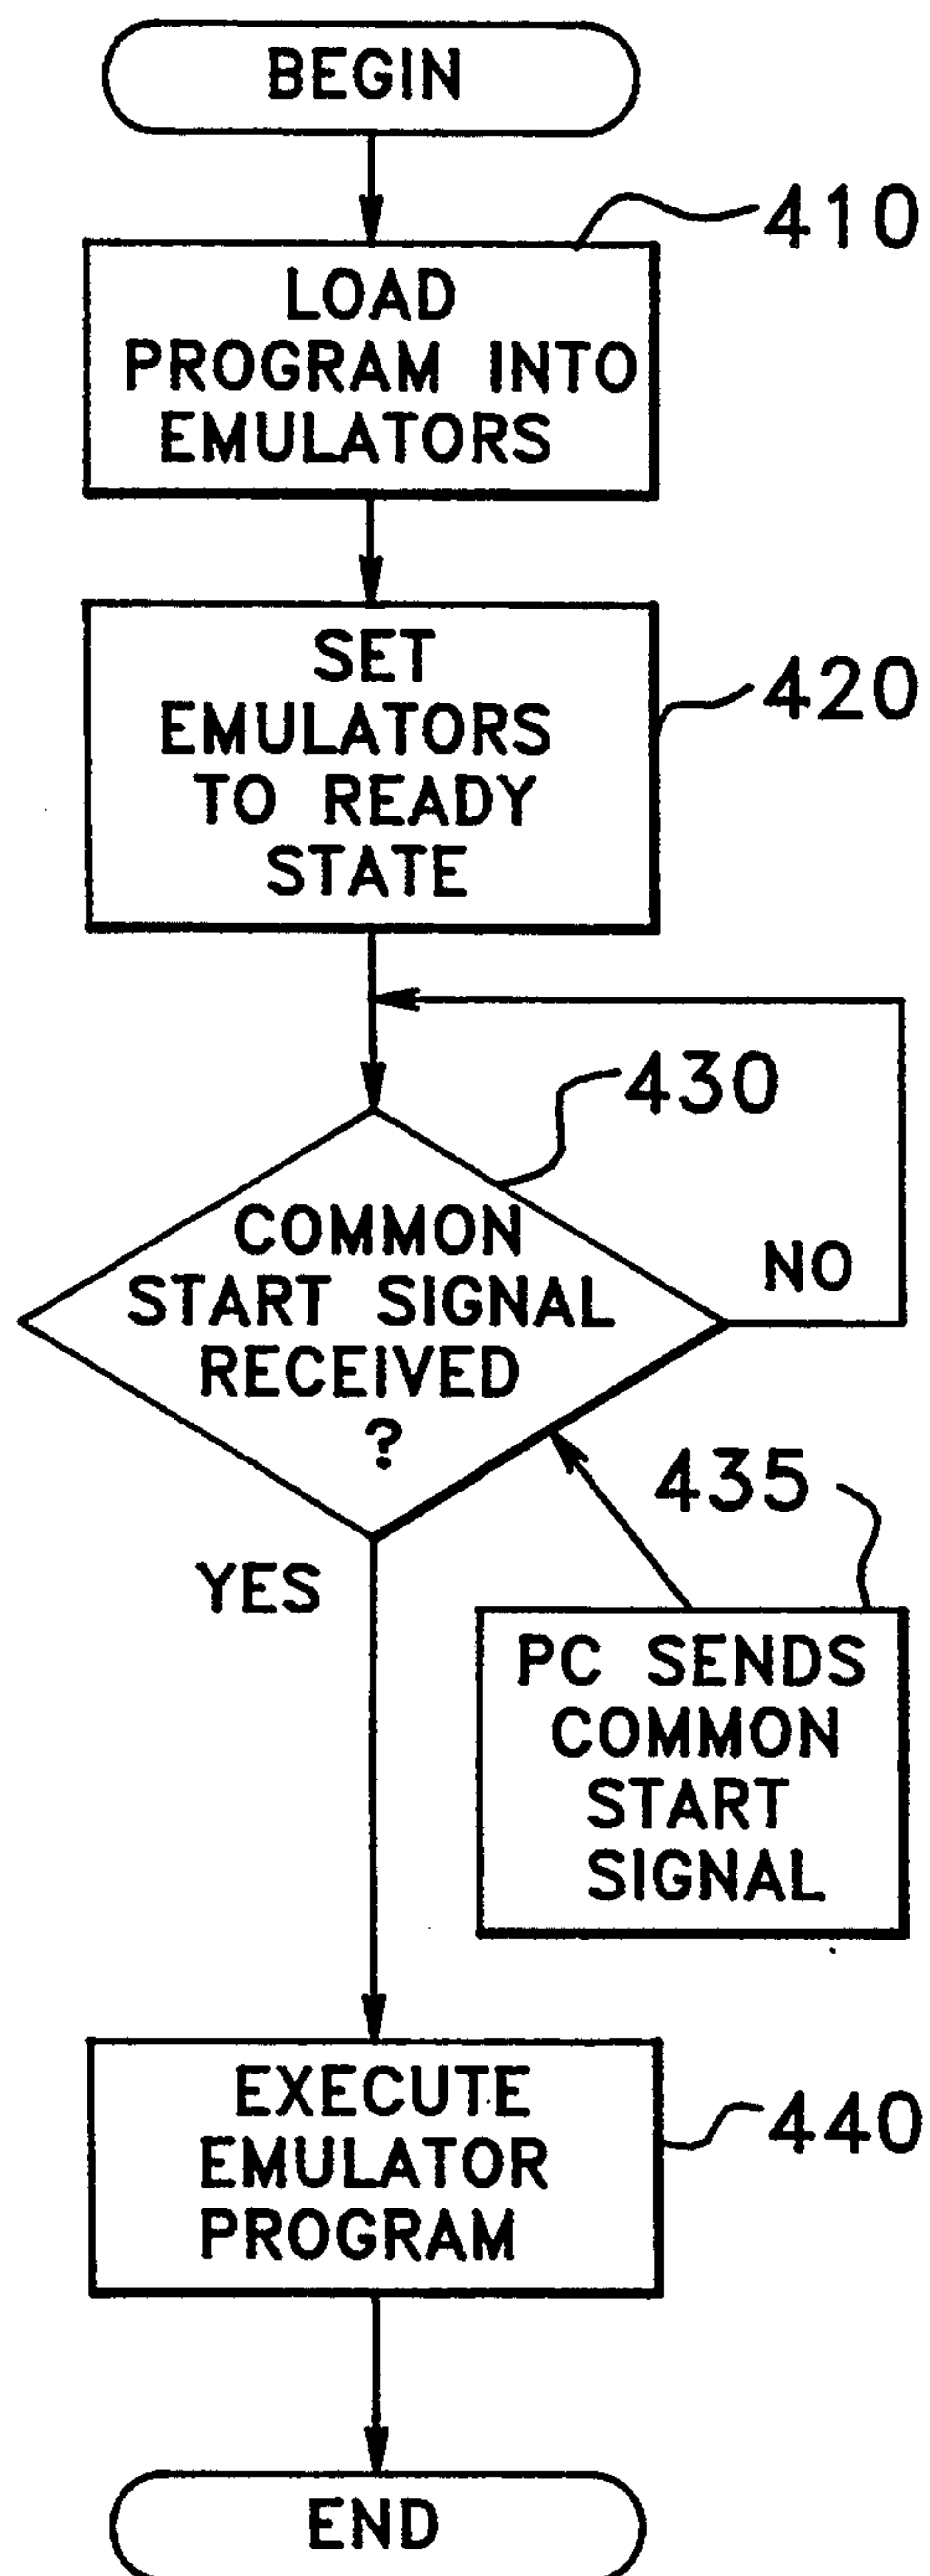 BEGIN
410
LOAD
PROGRAM INTO
EMULATORS
SET
EMULATORS
TO READY
STATE
420
430
COMMON
START SIGNAL
RECEIVED
?
NO
YES
435
PC SENDS
COMMON
START
SIGNAL
EXECUTE
EMULATOR
PROGRAM
440
END